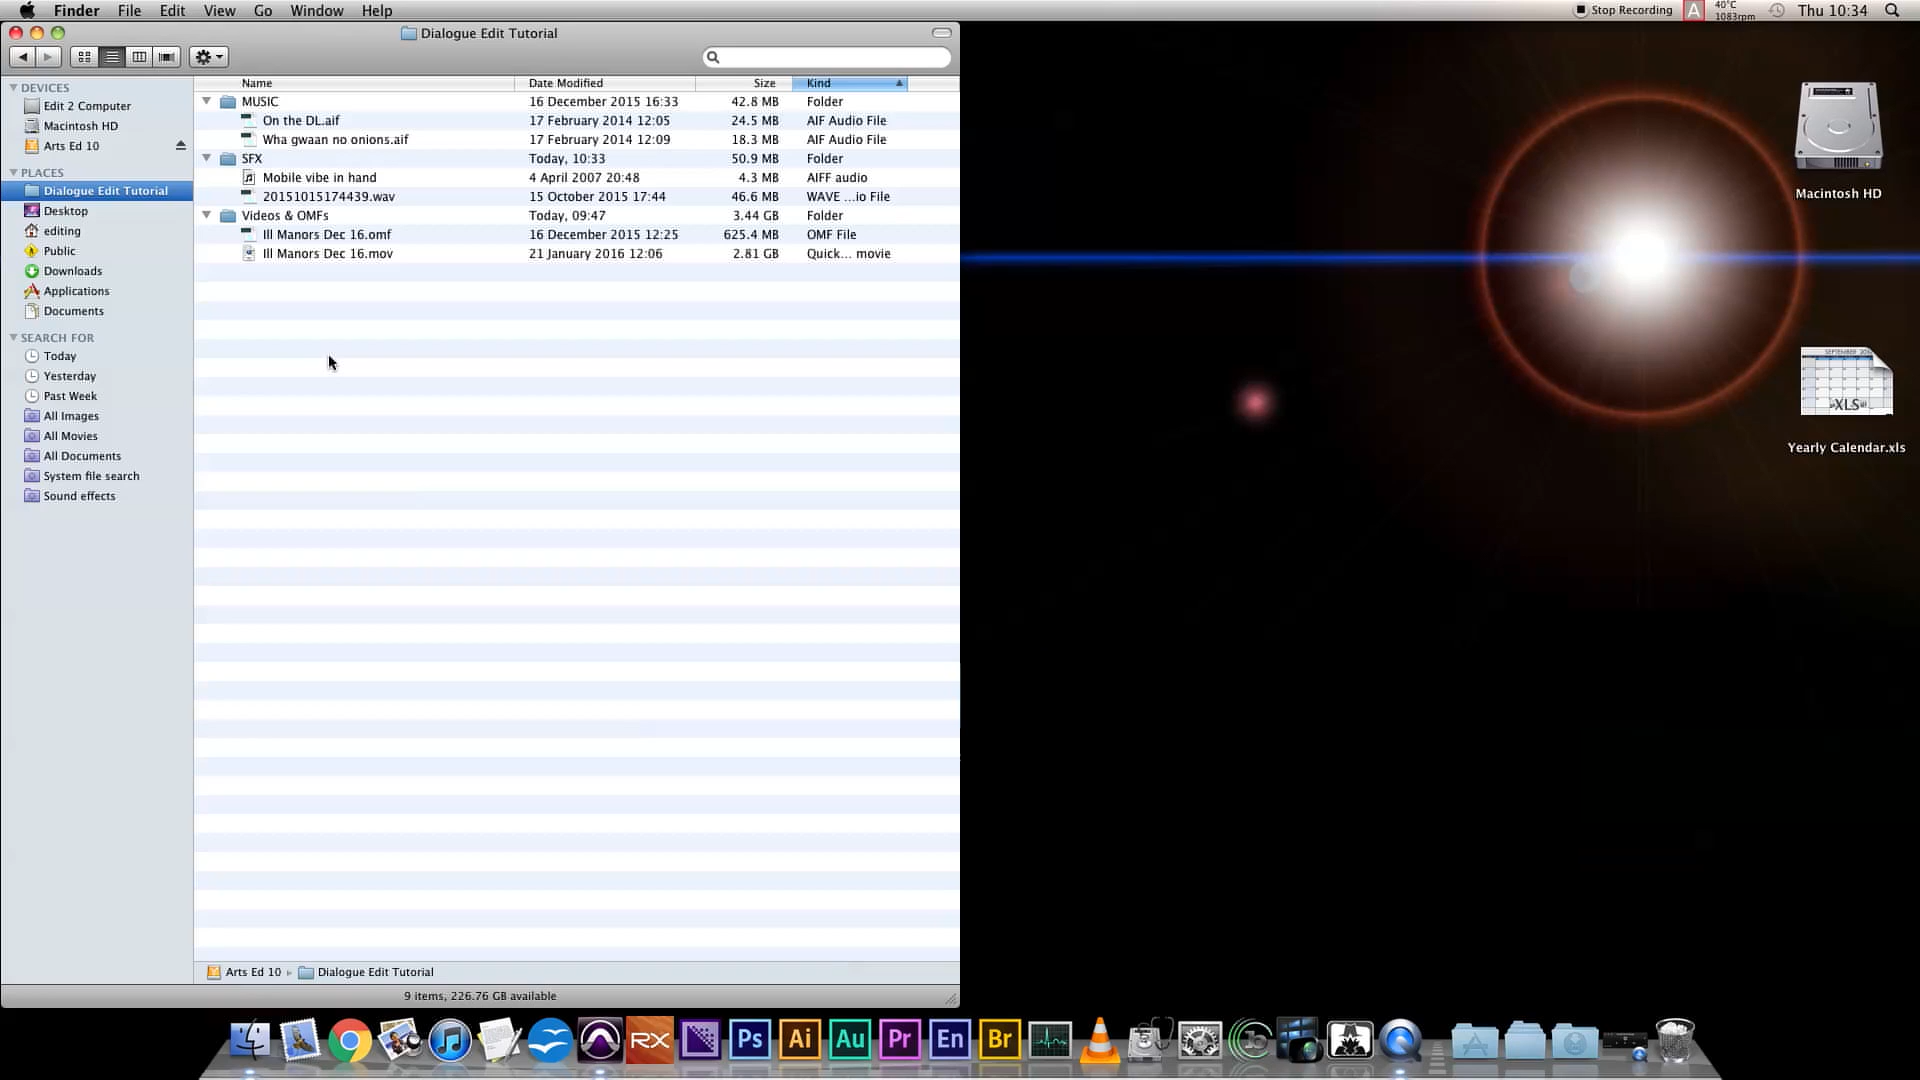 Finder File Edit View Go Window Help
Stop Recording A 40°C 1083rpm Thu 10:34
Dialogue Edit Tutorial
DEVICES
Edit 2 Computer
Macintosh HD
Arts Ed 10
PLACES
Dialogue Edit Tutorial
Desktop
editing
Public
Downloads
Applications
Documents
SEARCH FOR
Today
Yesterday
Past Week
All Images
All Movies
All Documents
System file search
Sound effects
Name Date Modified Size Kind
MUSIC 16 December 2015 16:33 42.8 MB Folder
On the DL.aif 17 February 2014 12:05 24.5 MB AIF Audio File
Wha gwaan no onions.aif 17 February 2014 12:09 18.3 MB AIF Audio File
SFX Today, 10:33 50.9 MB Folder
Mobile vibe in hand 4 April 2007 20:48 4.3 MB AIFF audio
20151015174439.wav 15 October 2015 17:44 46.6 MB WAVE ...io File
Videos & OMFs Today, 09:47 3.44 GB Folder
Ill Manors Dec 16.omf 16 December 2015 12:25 625.4 MB OMF File
Ill Manors Dec 16.mov 21 January 2016 12:06 2.81 GB Quick... movie
Arts Ed 10 Dialogue Edit Tutorial
9 items, 226.76 GB available
Macintosh HD
XLS
Yearly Calendar.xls
RX Ps Ai Au Pr En Br